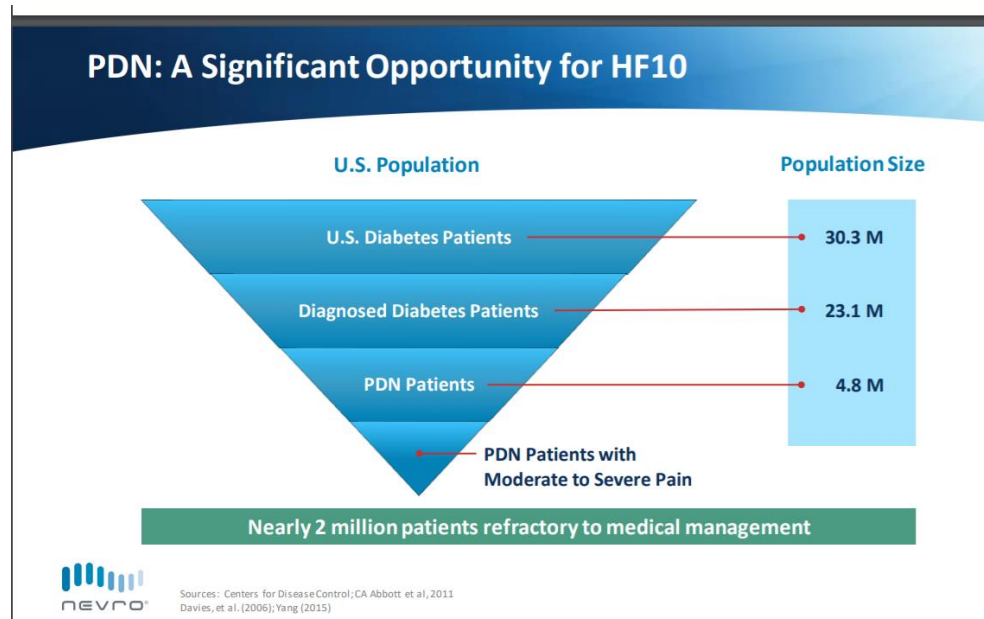 PDN: A Significant Opportunity for HF10
U.S. Population
Population Size
U.S. Diabetes Patients
30.3 M
Diagnosed Diabetes Patients
23.1 M
PDN Patients
4.8 M
PDN Patients with
Moderate to Severe Pain
Nearly 2 million patients refractory to medical management
nevro®
Sources: Centers for Disease Control; CA Abbott et al, 2011
Davies, et al. (2006); Yang (2015)